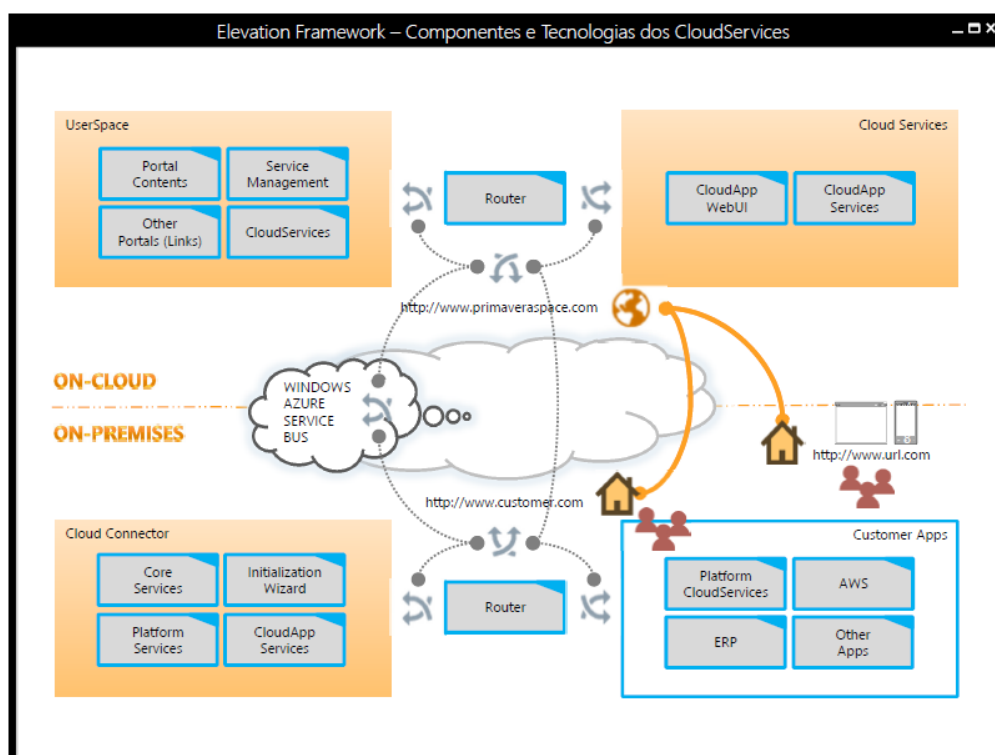 Elevation Framework – Componentes e Tecnologias dos CloudServices
UserSpace
Portal
Contents
Service
Management
Other
Portals (Links)
CloudServices
Router
Cloud Services
CloudApp
WebUI
CloudApp
Services
http://www.primaveraspace.com
ON-CLOUD
ON-PREMISES
WINDOWS
AZURE
SERVICE
BUS
http://www.url.com
http://www.customer.com
Cloud Connector
Core
Services
Initialization
Wizard
Platform
Services
CloudApp
Services
Router
Customer Apps
Platform
CloudServices
AWS
ERP
Other
Apps